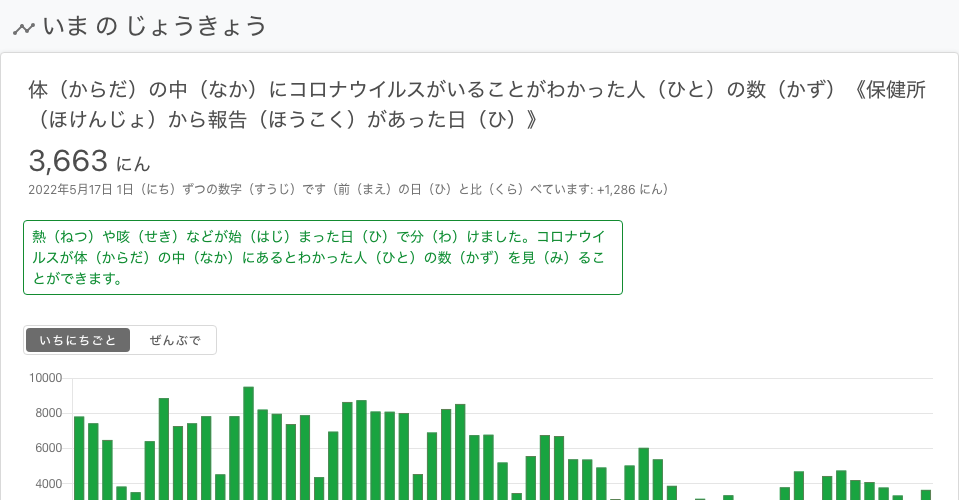 いま の じょうきょう
体（からだ）の中（なか）にコロナウイルスがいることがわかった人（ひと）の数（かず）《保健所
（ほけんじょ）から報告（ほうこく）があった日（ひ）》
3,663 にん
2022年5月17日 1日（にち）ずつの数字（すうじ）です（前（まえ）の日（ひ）と比（くら）べています: +1,286 にん）
熱（ねつ）や咳（せき）などが始（はじ）まった日（ひ）で分（わ）けました。コロナウイ
ルスが体（からだ）の中（なか）にあるとわかった人（ひと）の数（かず）を見（み）るこ
とができます。
いちにちごと ぜんぶで
10000
8000
6000
4000